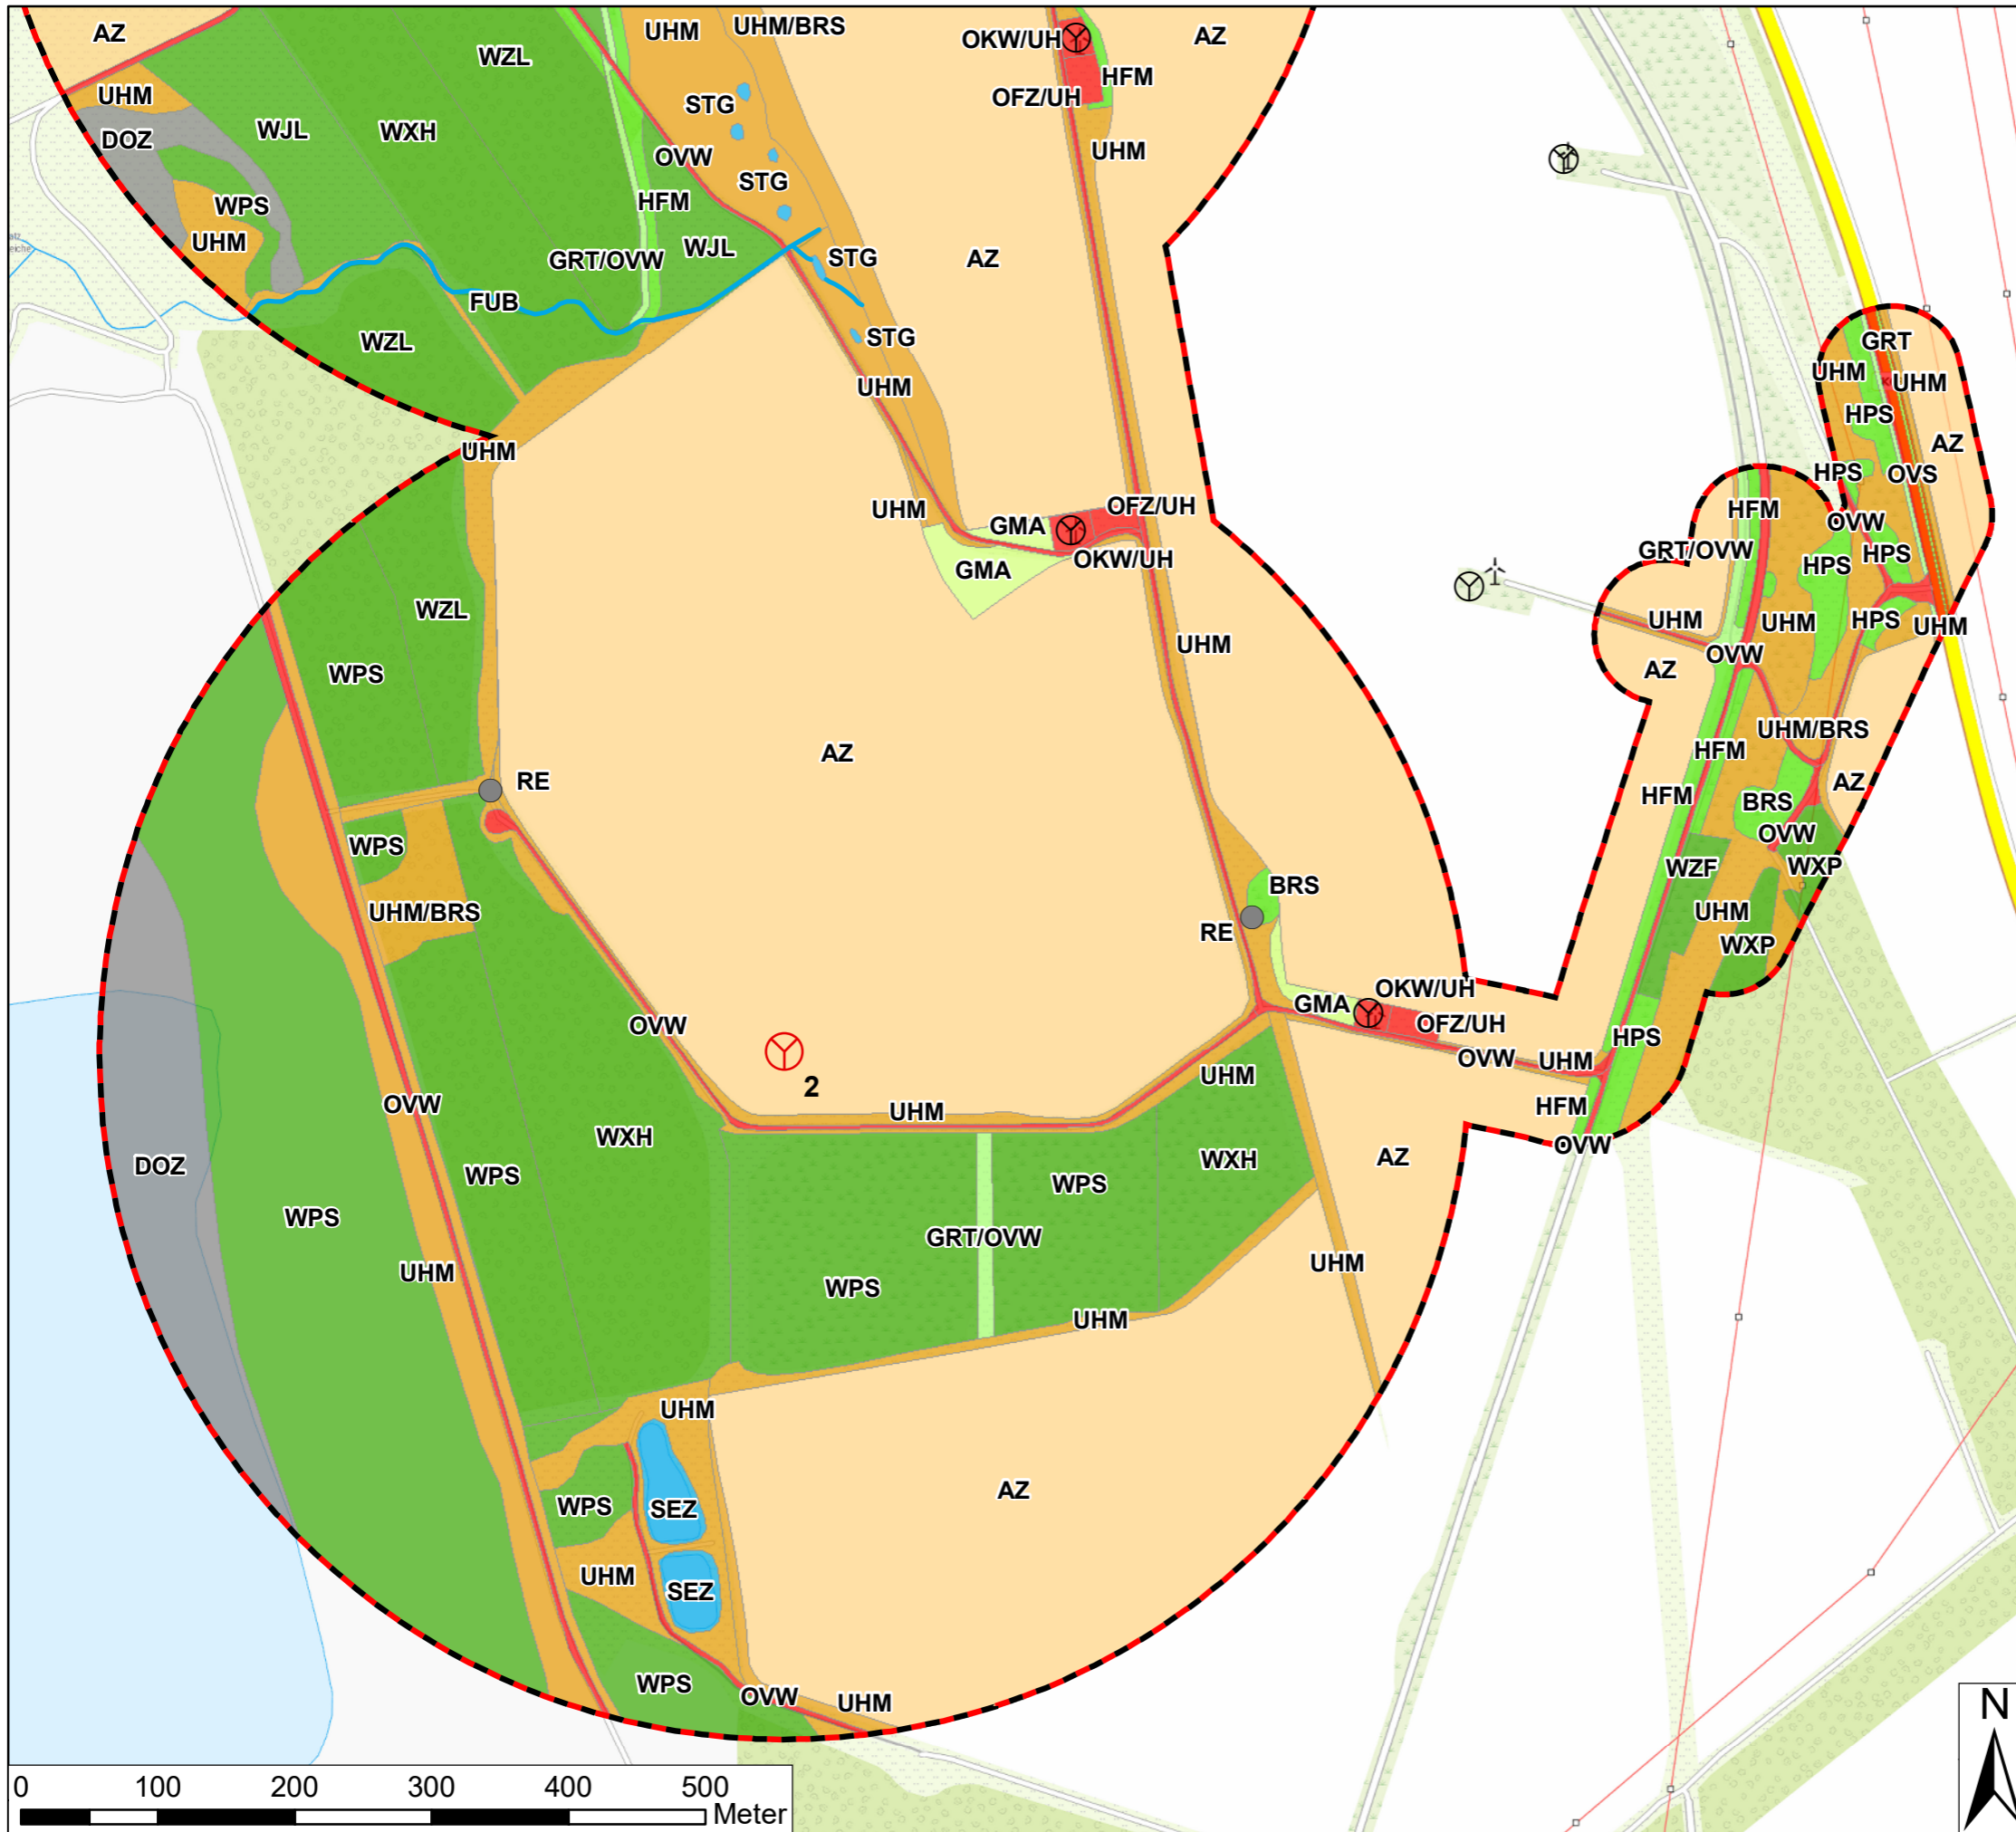 AZ
WZL
UHM
UHM/BRS
OKW/UH
AZ
UHM
STG
HFM
OFZ/UH
DOZ
WJL
WXH
OVW
STG
UHM
WPS
HFM
UHM
GRT/OVW
WJL
STG
AZ
FUB
WZL
STG
GRT
UHM
UHM
UHM
HPS
AZ
UHM
HPS
OVS
UHM
GMA
OFZ/UH
HFM
OVW
GMA
OKW/UH
GRT/OVW
HPS
HPS
WZL
UHM
UHM
UHM
HPS
UHM
WPS
AZ
OVW
UHM/BRS
AZ
HFM
RE
AZ
HFM
BRS
OVW
WPS
WZF
WXP
UHM/BRS
BRS
UHM
RE
WXP
OKW/UH
GMA
OFZ/UH
OVW
HPS
2
OVW
UHM
UHM
OVW
UHM
HFM
WXH
OVW
DOZ
WPS
WPS
WXH
AZ
WPS
GRT/OVW
UHM
WPS
UHM
UHM
UHM
AZ
WPS
SEZ
UHM
SEZ
WPS
OVW
UHM
N
0 100 200 300 400 500
Meter